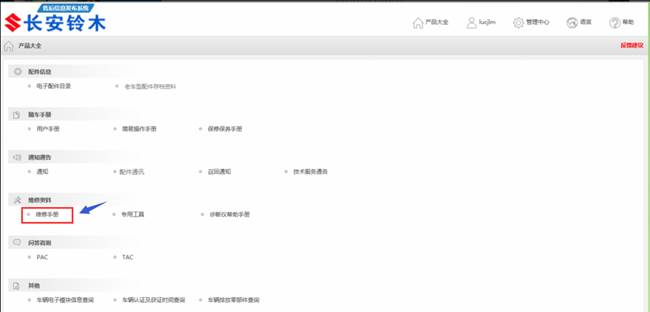 售后信息发布系统
长安铃木
产品大全 lucjlm 管理中心 语言 帮助
产品大全 反馈建议
配件信息
电子配件目录 老车型配件存档资料
随车手册
用户手册 简易操作手册 保修保养手册
通知通告
通知 配件通讯 召回通知 技术服务通告
维修资料
维修手册 专用工具 诊断仪帮助手册
问答咨询
PAC TAC
其他
车辆电子模块信息查询 车辆认证及获证时间查询 车辆排放零部件查询